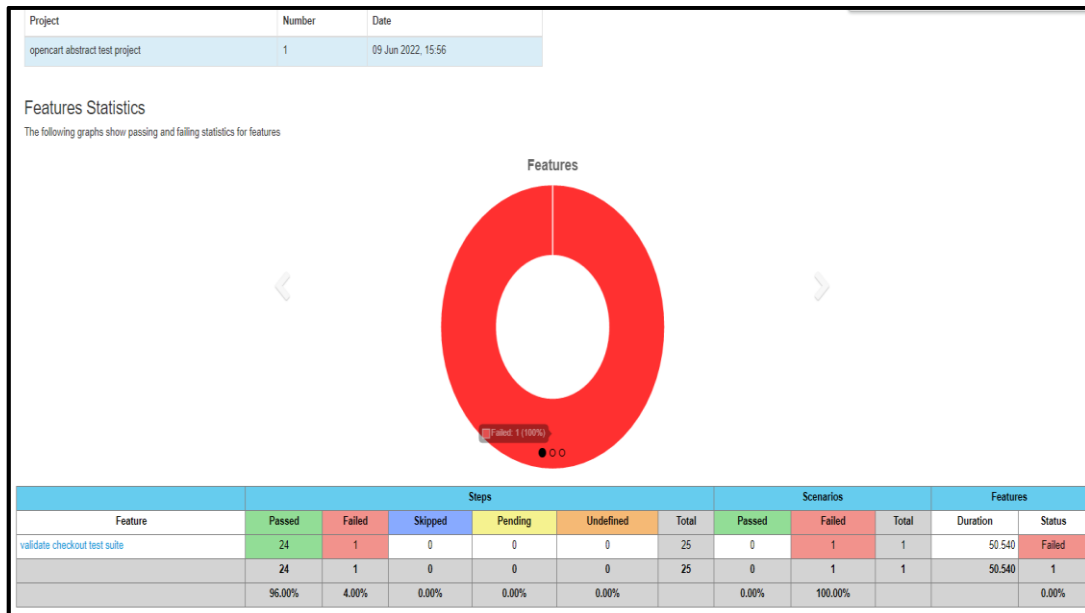 Project Number Date
opencart abstract test project 1 09 Jun 2022, 15:56
Features Statistics
The following graphs show passing and failing statistics for features
Features
Failed: 1 (100%)
Steps Scenarios Features
Feature Passed Failed Skipped Pending Undefined Total Passed Failed Total Duration Status
validate checkout test suite 24 1 0 0 0 25 0 1 1 50.540 Failed
24 1 0 0 0 25 0 1 1 50.540 1
96.00% 4.00% 0.00% 0.00% 0.00% 0.00% 100.00% 0.00%